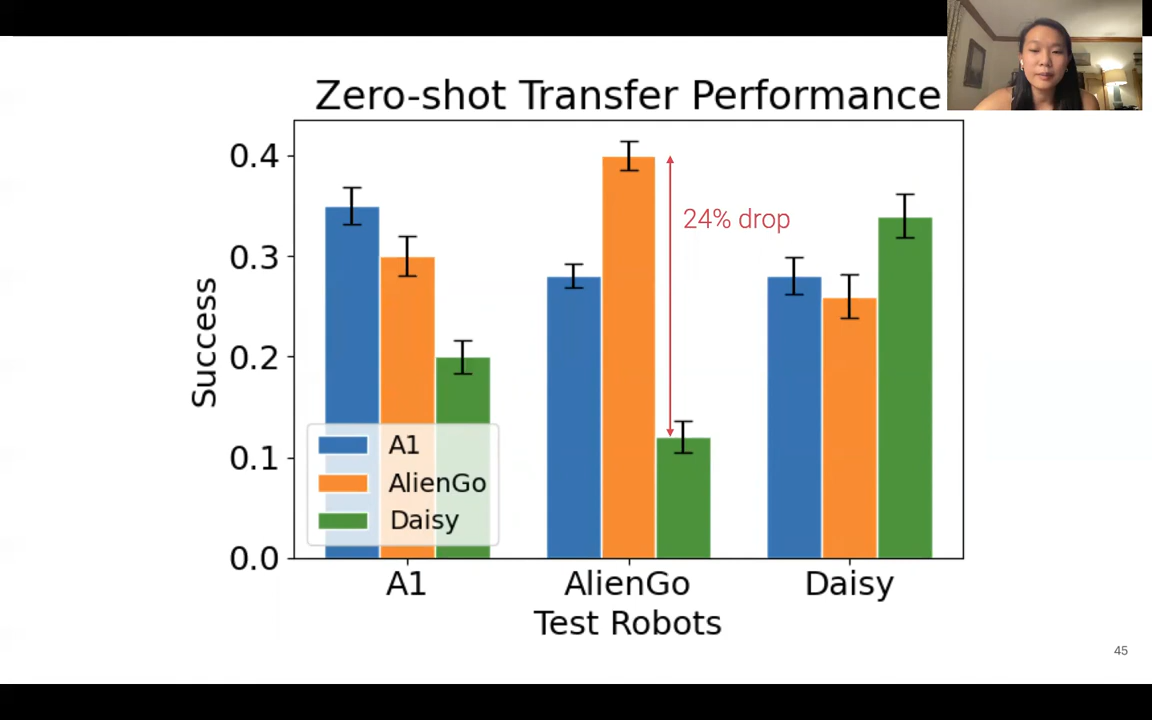 Zero-shot Transfer Performance
0.4
0.3
0.2
0.1
0.0
Success
24% drop
A1
AlienGo
Daisy
A1
AlienGo
Daisy
Test Robots
45